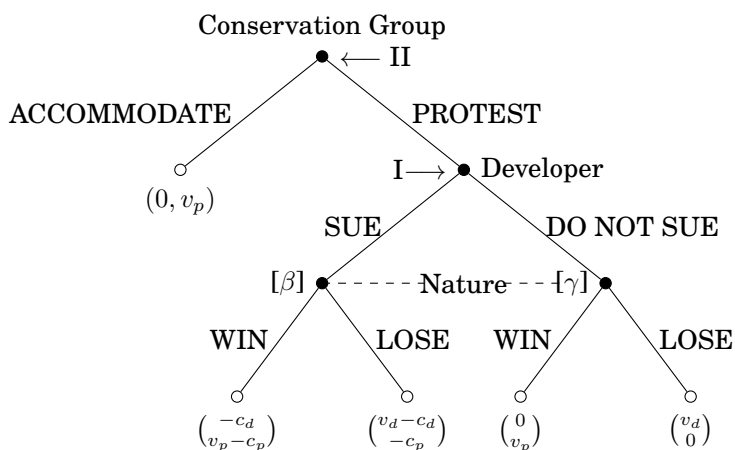 Conservation Group
II
ACCOMMODATE PROTEST
I Developer
(0, v_p)
SUE DO NOT SUE
[β] Nature [γ]
WIN LOSE WIN LOSE
(−c_d v_p−c_p) (v_d−c_d −c_p) (0 v_p) (v_d 0)